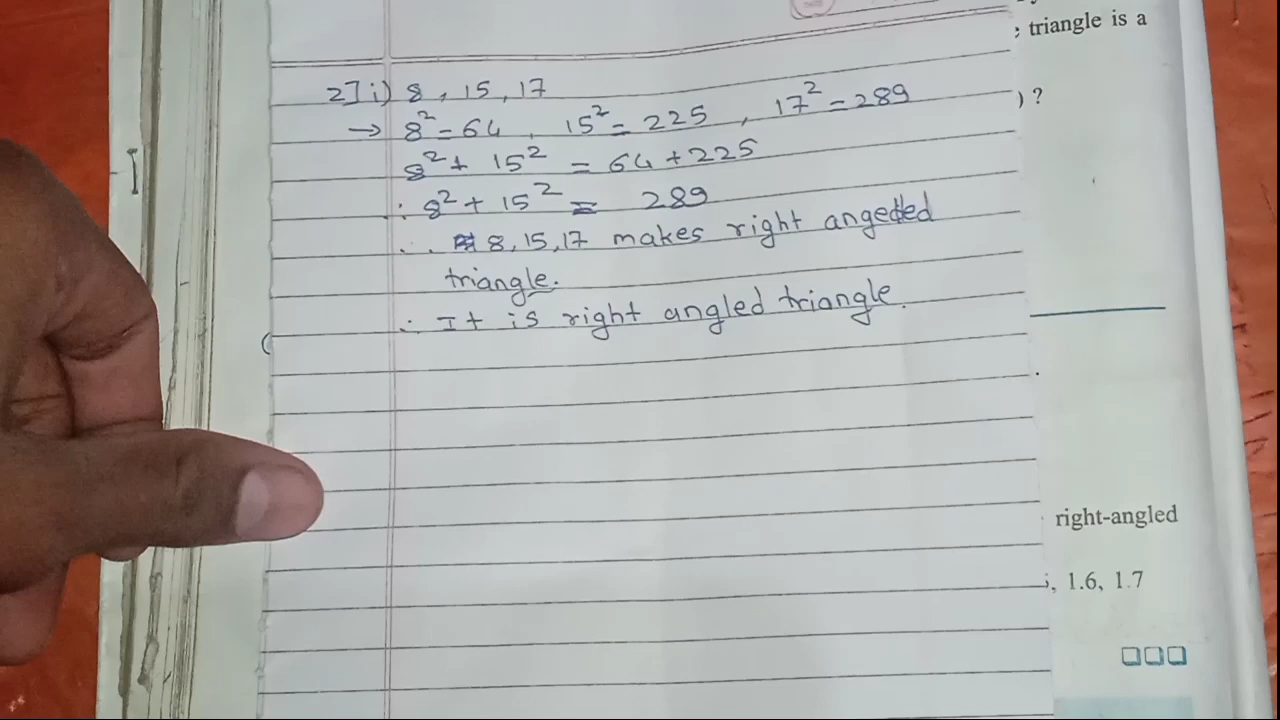 ; triangle is a
) ?
2] i) 8, 15, 17
→ 8² = 64, 15² = 225, 17² = 289
8² + 15² = 64 + 225
∴ 8² + 15² = 289
∴ 8, 15, 17 makes right angeded
triangle.
∴ It is right angled triangle.
right-angled
, 1.6, 1.7